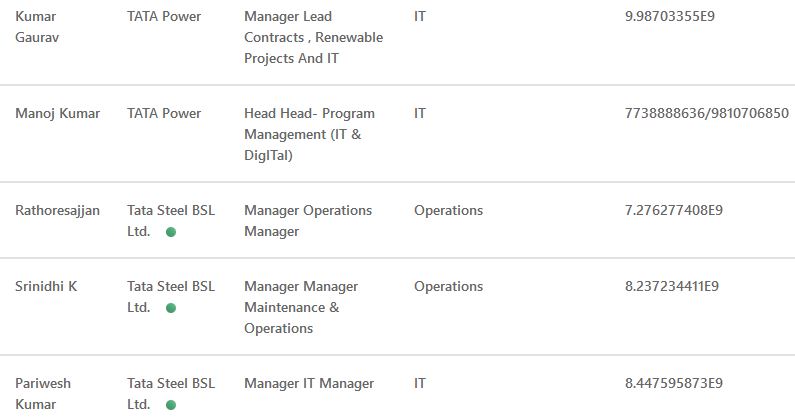 Kumar Gaurav TATA Power Manager Lead Contracts , Renewable Projects And IT IT 9.98703355E9
Manoj Kumar TATA Power Head Head- Program Management (IT & DigITal) IT 7738888636/9810706850
Rathoresajjan Tata Steel BSL Ltd. Manager Operations Manager Operations 7.276277408E9
Srinidhi K Tata Steel BSL Ltd. Manager Manager Maintenance & Operations Operations 8.237234411E9
Pariwesh Kumar Tata Steel BSL Ltd. Manager IT Manager IT 8.447595873E9